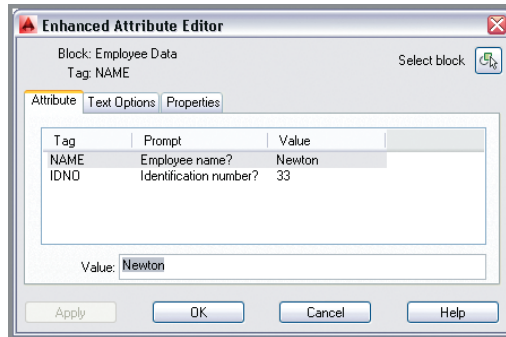 Enhanced Attribute Editor
Block: Employee Data
Tag: NAME
Select block
Attribute Text Options Properties
Tag Prompt Value
NAME Employee name? Newton
IDNO Identification number? 33
Value: Newton
Apply OK Cancel Help